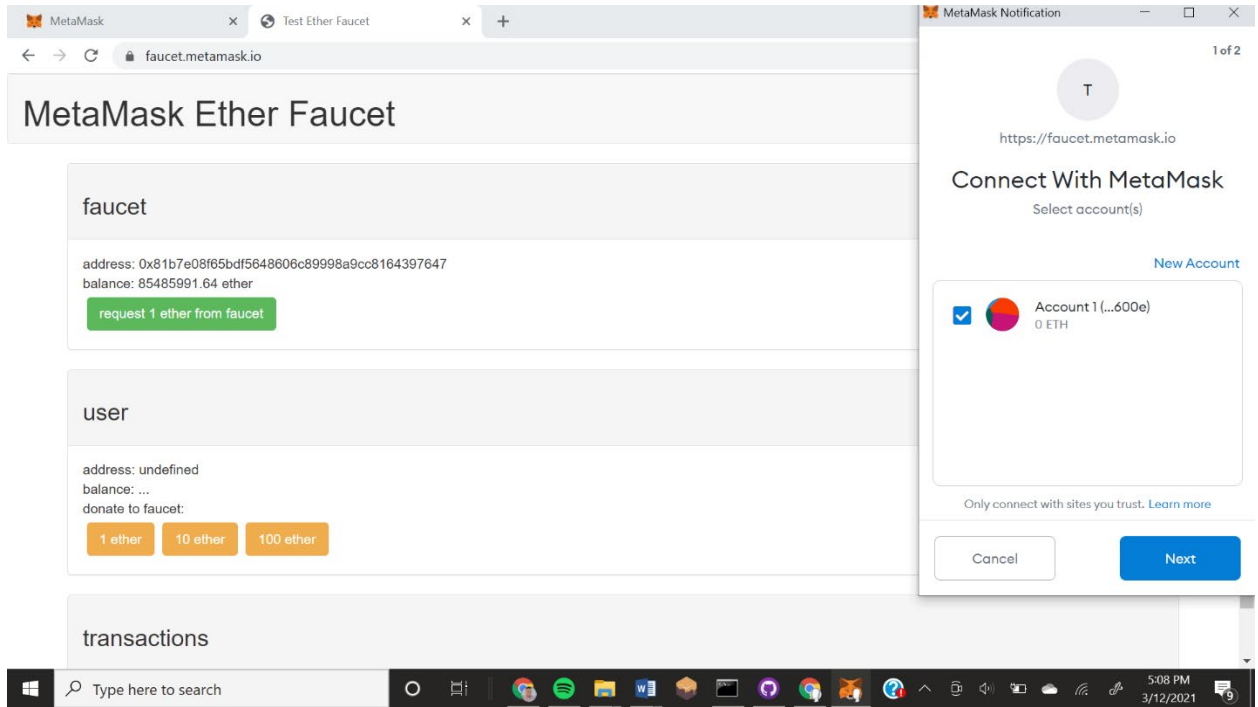 MetaMask
Test Ether Faucet
faucet.metamask.io
MetaMask Ether Faucet
faucet
address: 0x81b7e08f65bdf5648606c89998a9cc8164397647
balance: 85485991.64 ether
request 1 ether from faucet
user
address: undefined
balance: ...
donate to faucet:
1 ether 10 ether 100 ether
transactions
MetaMask Notification
1 of 2
T
https://faucet.metamask.io
Connect With MetaMask
Select account(s)
New Account
Account 1 (...600e)
0 ETH
Only connect with sites you trust. Learn more
Cancel Next
Type here to search
5:08 PM
3/12/2021
9